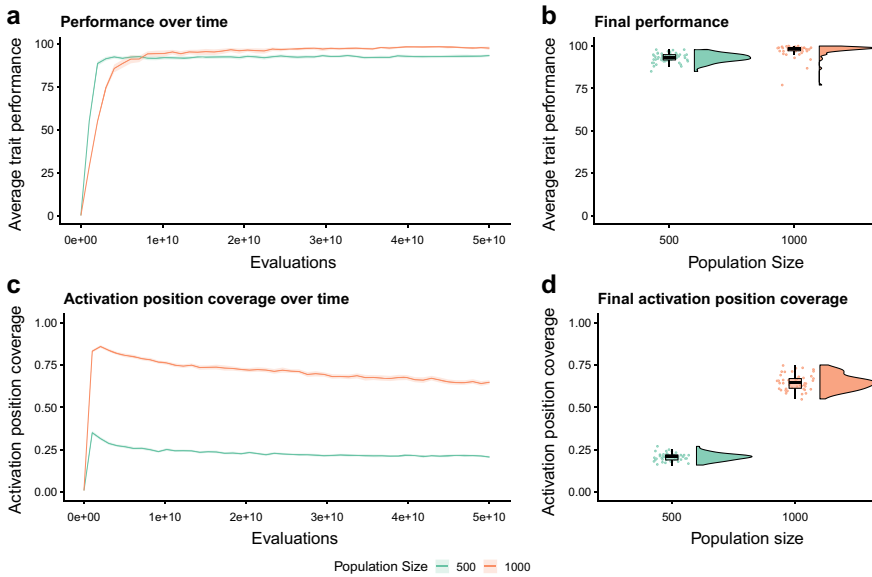 a
Performance over time
Average trait performance
100
75
50
25
0
0e+00 1e+10 2e+10 3e+10 4e+10 5e+10
Evaluations
b
Final performance
Average trait performance
100
75
50
25
0
500 1000
Population Size
c
Activation position coverage over time
Activation position coverage
1.00
0.75
0.50
0.25
0.00
0e+00 1e+10 2e+10 3e+10 4e+10 5e+10
Evaluations
d
Final activation position coverage
Activation position coverage
1.00
0.75
0.50
0.25
0.00
500 1000
Population size
Population Size 500 1000